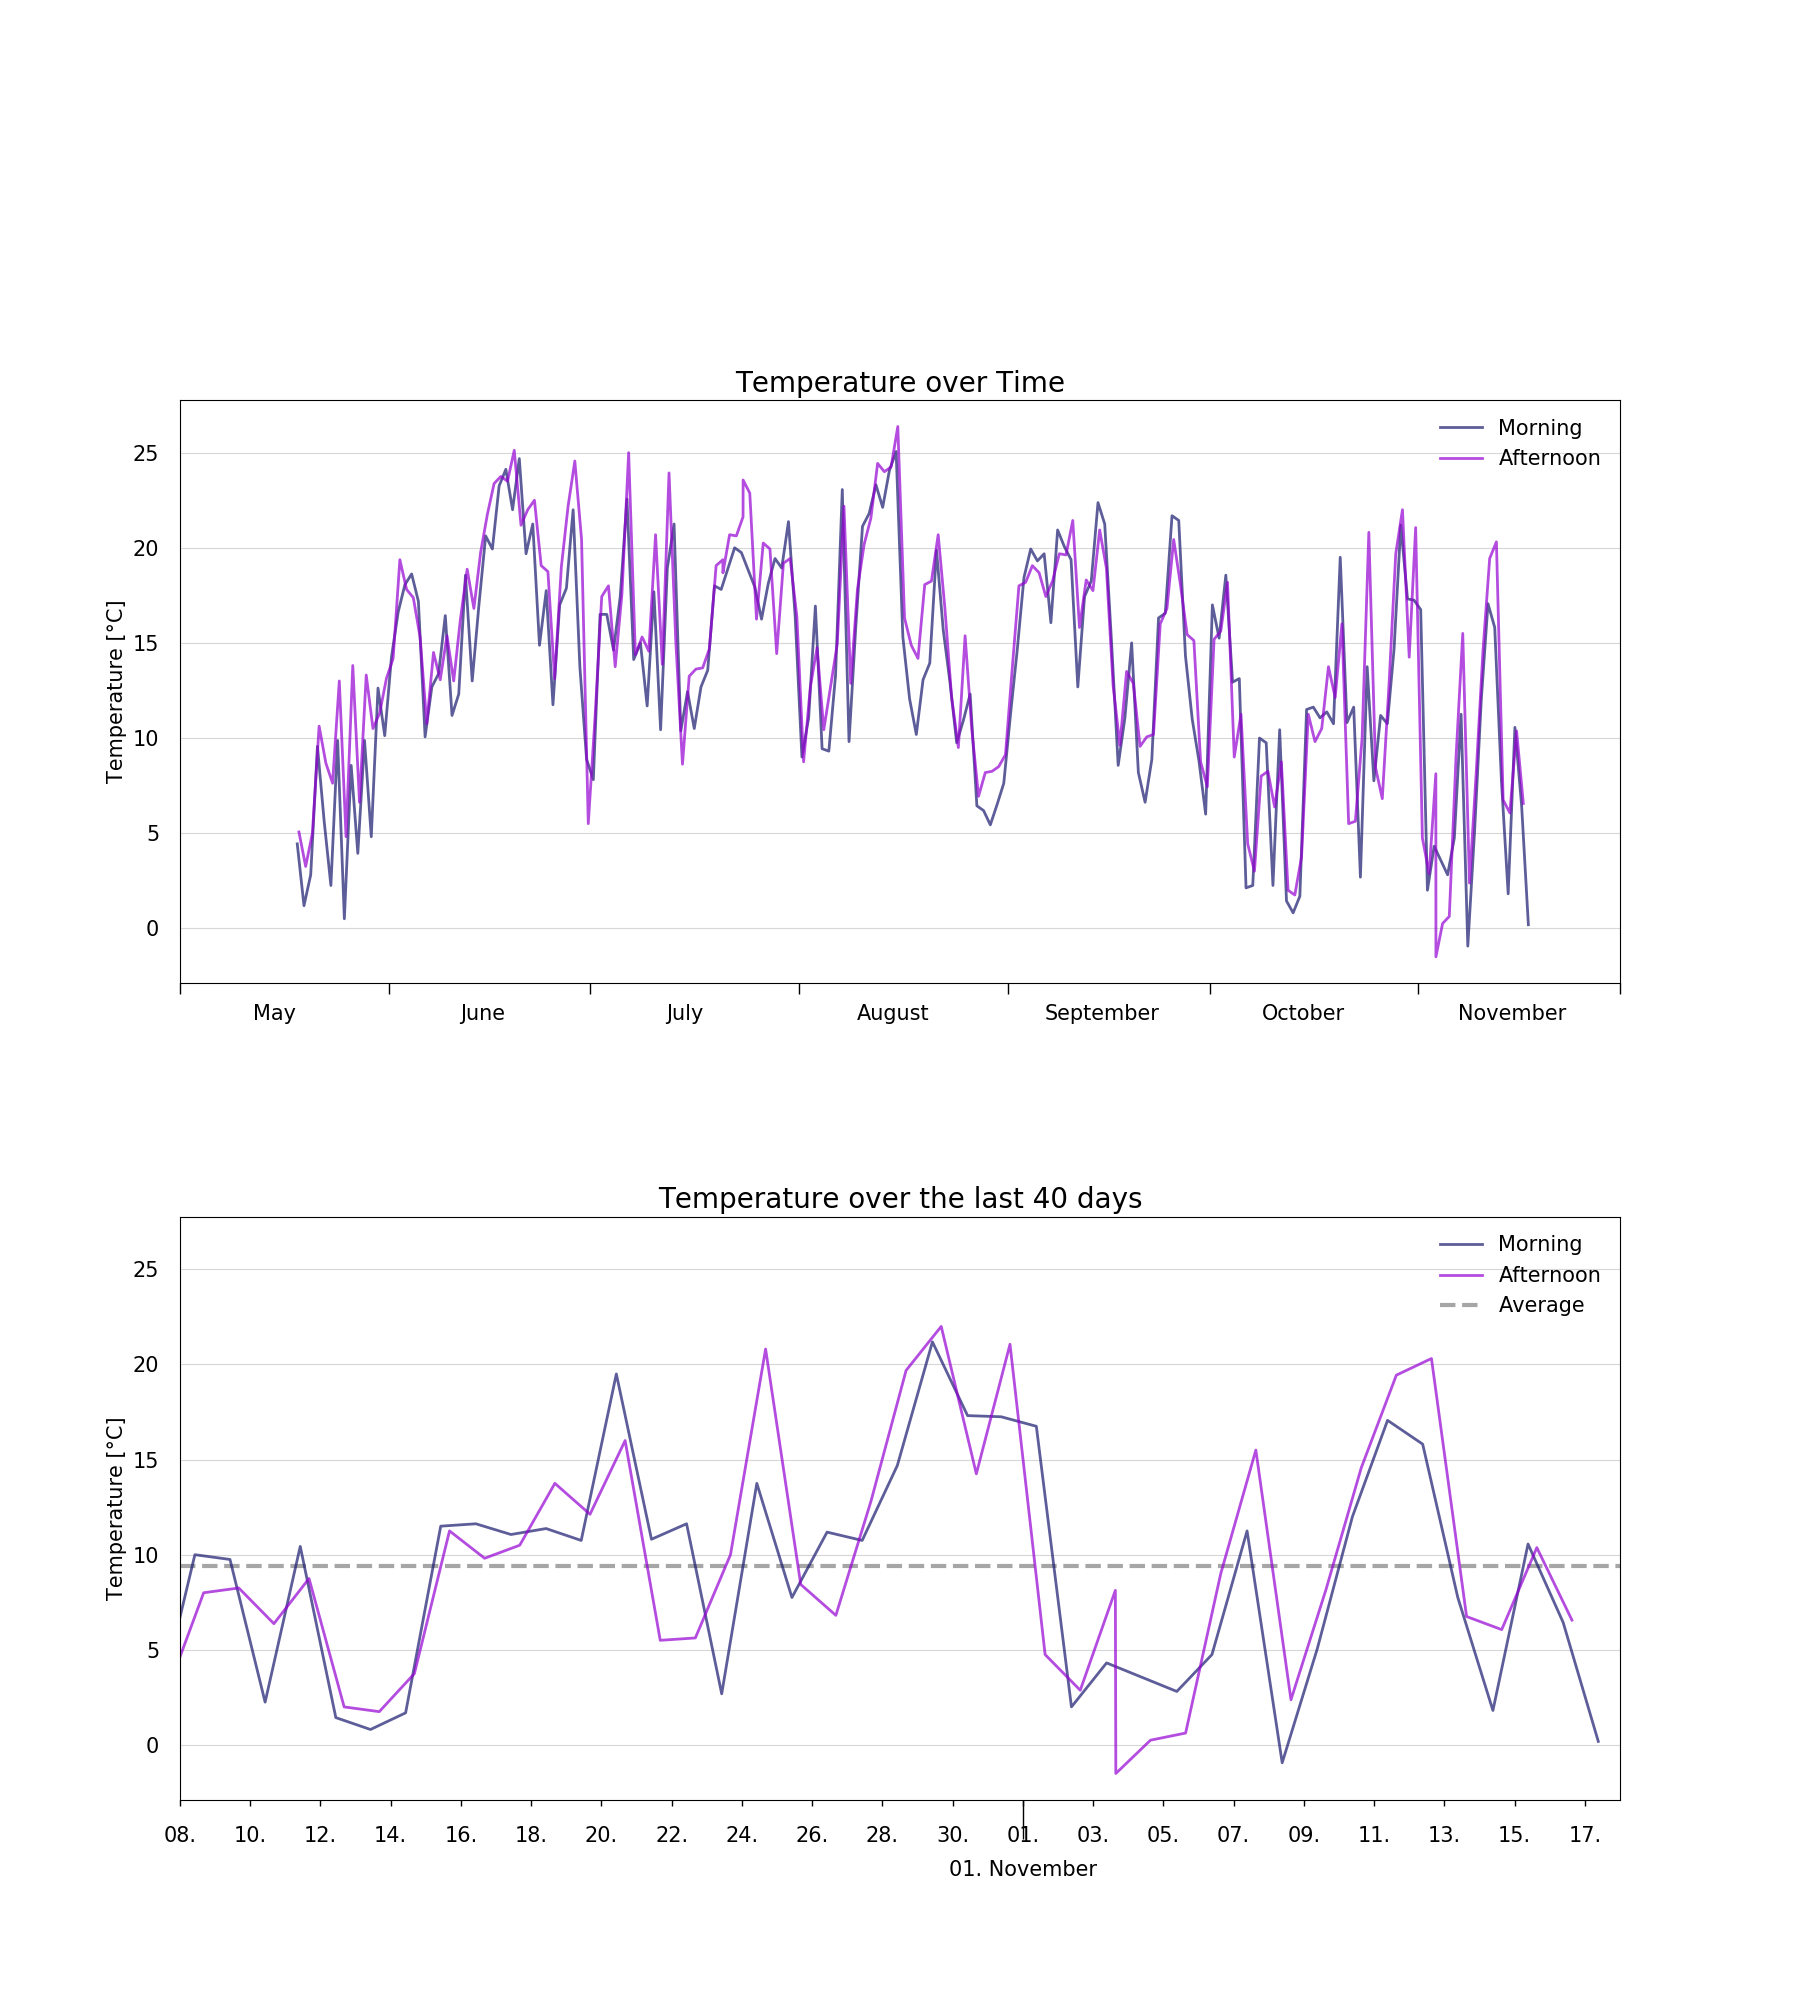 Temperature over Time
Morning
Afternoon
Temperature [°C]
25
20
15
10
5
0
May June July August September October November
Temperature over the last 40 days
Morning
Afternoon
Average
Temperature [°C]
25
20
15
10
5
0
08. 10. 12. 14. 16. 18. 20. 22. 24. 26. 28. 30. 01. 03. 05. 07. 09. 11. 13. 15. 17.
01. November